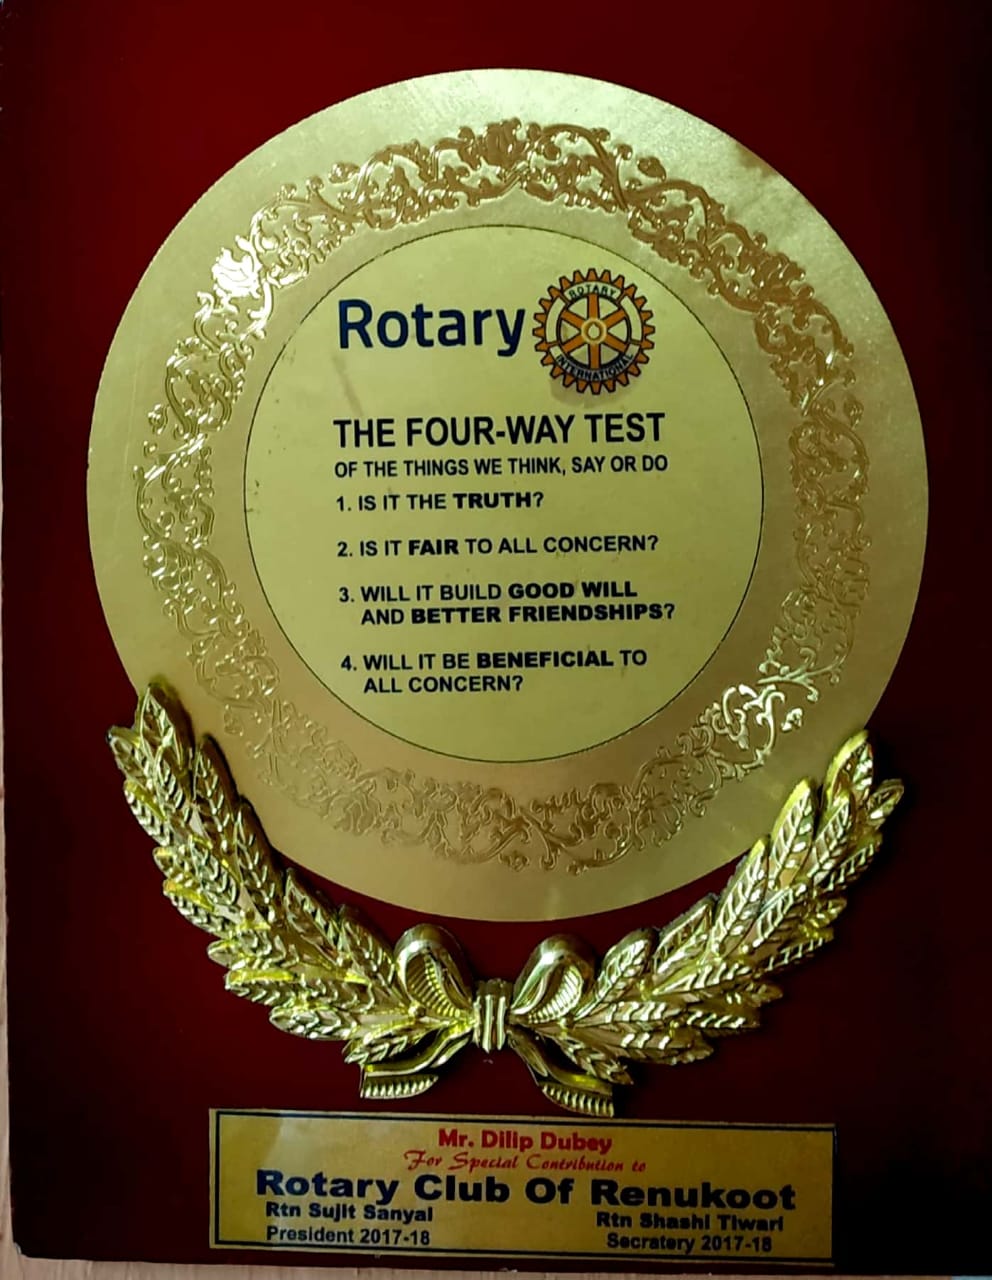 Rotary
ROTARY
INTERNATIONAL
THE FOUR-WAY TEST
OF THE THINGS WE THINK, SAY OR DO
1. IS IT THE TRUTH?
2. IS IT FAIR TO ALL CONCERN?
3. WILL IT BUILD GOOD WILL
AND BETTER FRIENDSHIPS?
4. WILL IT BE BENEFICIAL TO
ALL CONCERN?
Mr. Dilip Dubey
For Special Contribution to
Rotary Club Of Renukoot
Rtn Sujit Sanyal
President 2017-18
Rtn Shashi Tiwari
Secratery 2017-18